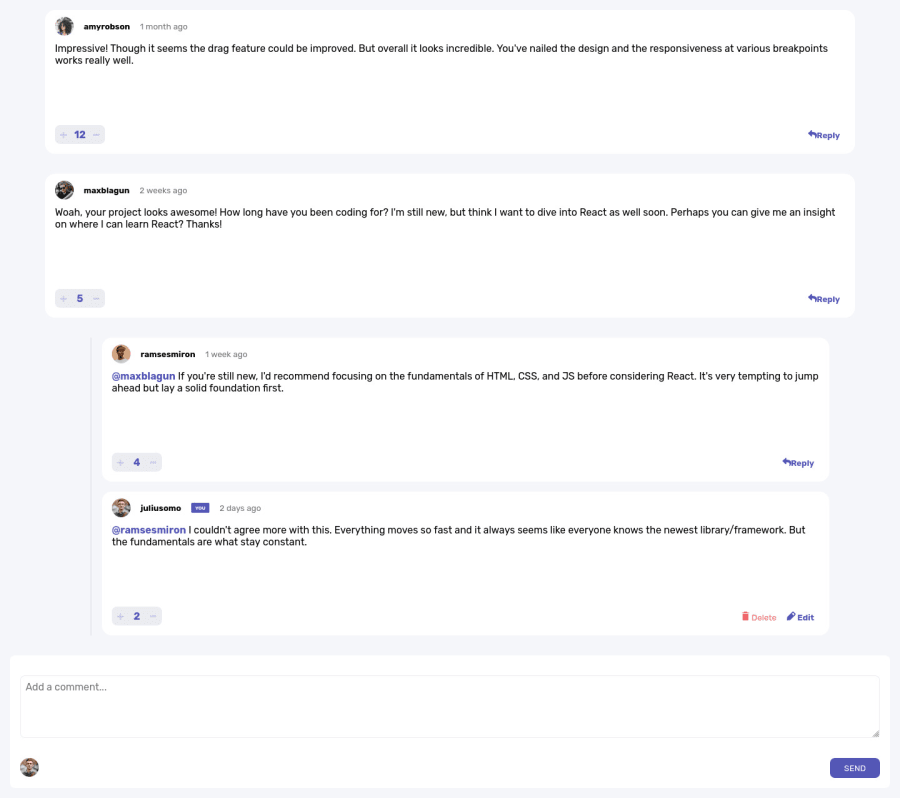 amyrobson 1 month ago
Impressive! Though it seems the drag feature could be improved. But overall it looks incredible. You've nailed the design and the responsiveness at various breakpoints
works really well.
+ 12 −
Reply
maxblagun 2 weeks ago
Woah, your project looks awesome! How long have you been coding for? I'm still new, but think I want to dive into React as well soon. Perhaps you can give me an insight
on where I can learn React? Thanks!
+ 5 −
Reply
ramsesmiron 1 week ago
@maxblagun If you're still new, I'd recommend focusing on the fundamentals of HTML, CSS, and JS before considering React. It's very tempting to jump
ahead but lay a solid foundation first.
+ 4 −
Reply
juliusomo YOU 2 days ago
@ramsesmiron I couldn't agree more with this. Everything moves so fast and it always seems like everyone knows the newest library/framework. But
the fundamentals are what stay constant.
+ 2 −
Delete Edit
Add a comment...
SEND